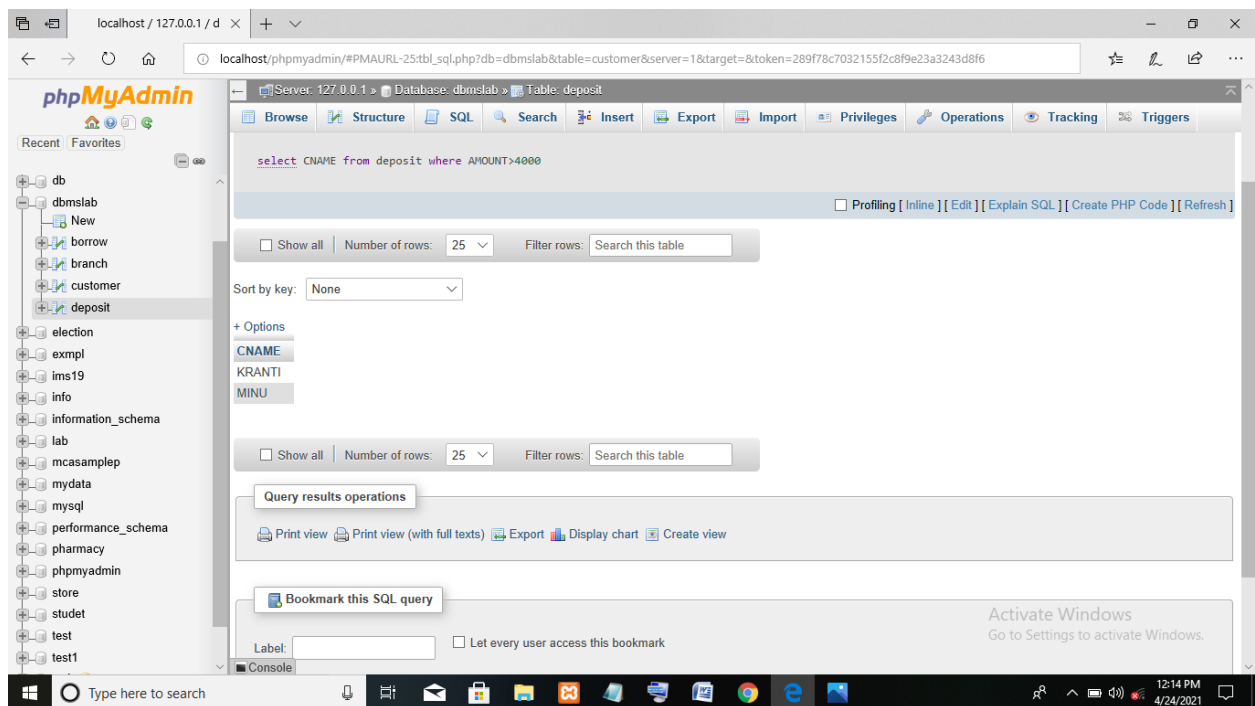 localhost / 127.0.0.1 / d
localhost/phpmyadmin/#PMAURL-25:tbl_sql.php?db=dbmslab&table=customer&server=1&target=&token=289f78c7032155f2c8f9e23a3243d8f6
phpMyAdmin
Recent Favorites
db
dbmslab
New
borrow
branch
customer
deposit
election
exmpl
ims19
info
information_schema
lab
mcasamplep
mydata
mysql
performance_schema
pharmacy
phpmyadmin
store
studet
test
test1
Server: 127.0.0.1 » Database: dbmslab » Table: deposit
Browse Structure SQL Search Insert Export Import Privileges Operations Tracking Triggers
select CNAME from deposit where AMOUNT>4000
Profiling [ Inline ] [ Edit ] [ Explain SQL ] [ Create PHP Code ] [ Refresh ]
Show all Number of rows: 25 Filter rows: Search this table
Sort by key: None
+ Options
CNAME
KRANTI
MINU
Show all Number of rows: 25 Filter rows: Search this table
Query results operations
Print view Print view (with full texts) Export Display chart Create view
Bookmark this SQL query
Label: Let every user access this bookmark
Console
Activate Windows
Go to Settings to activate Windows.
Type here to search
12:14 PM
4/24/2021